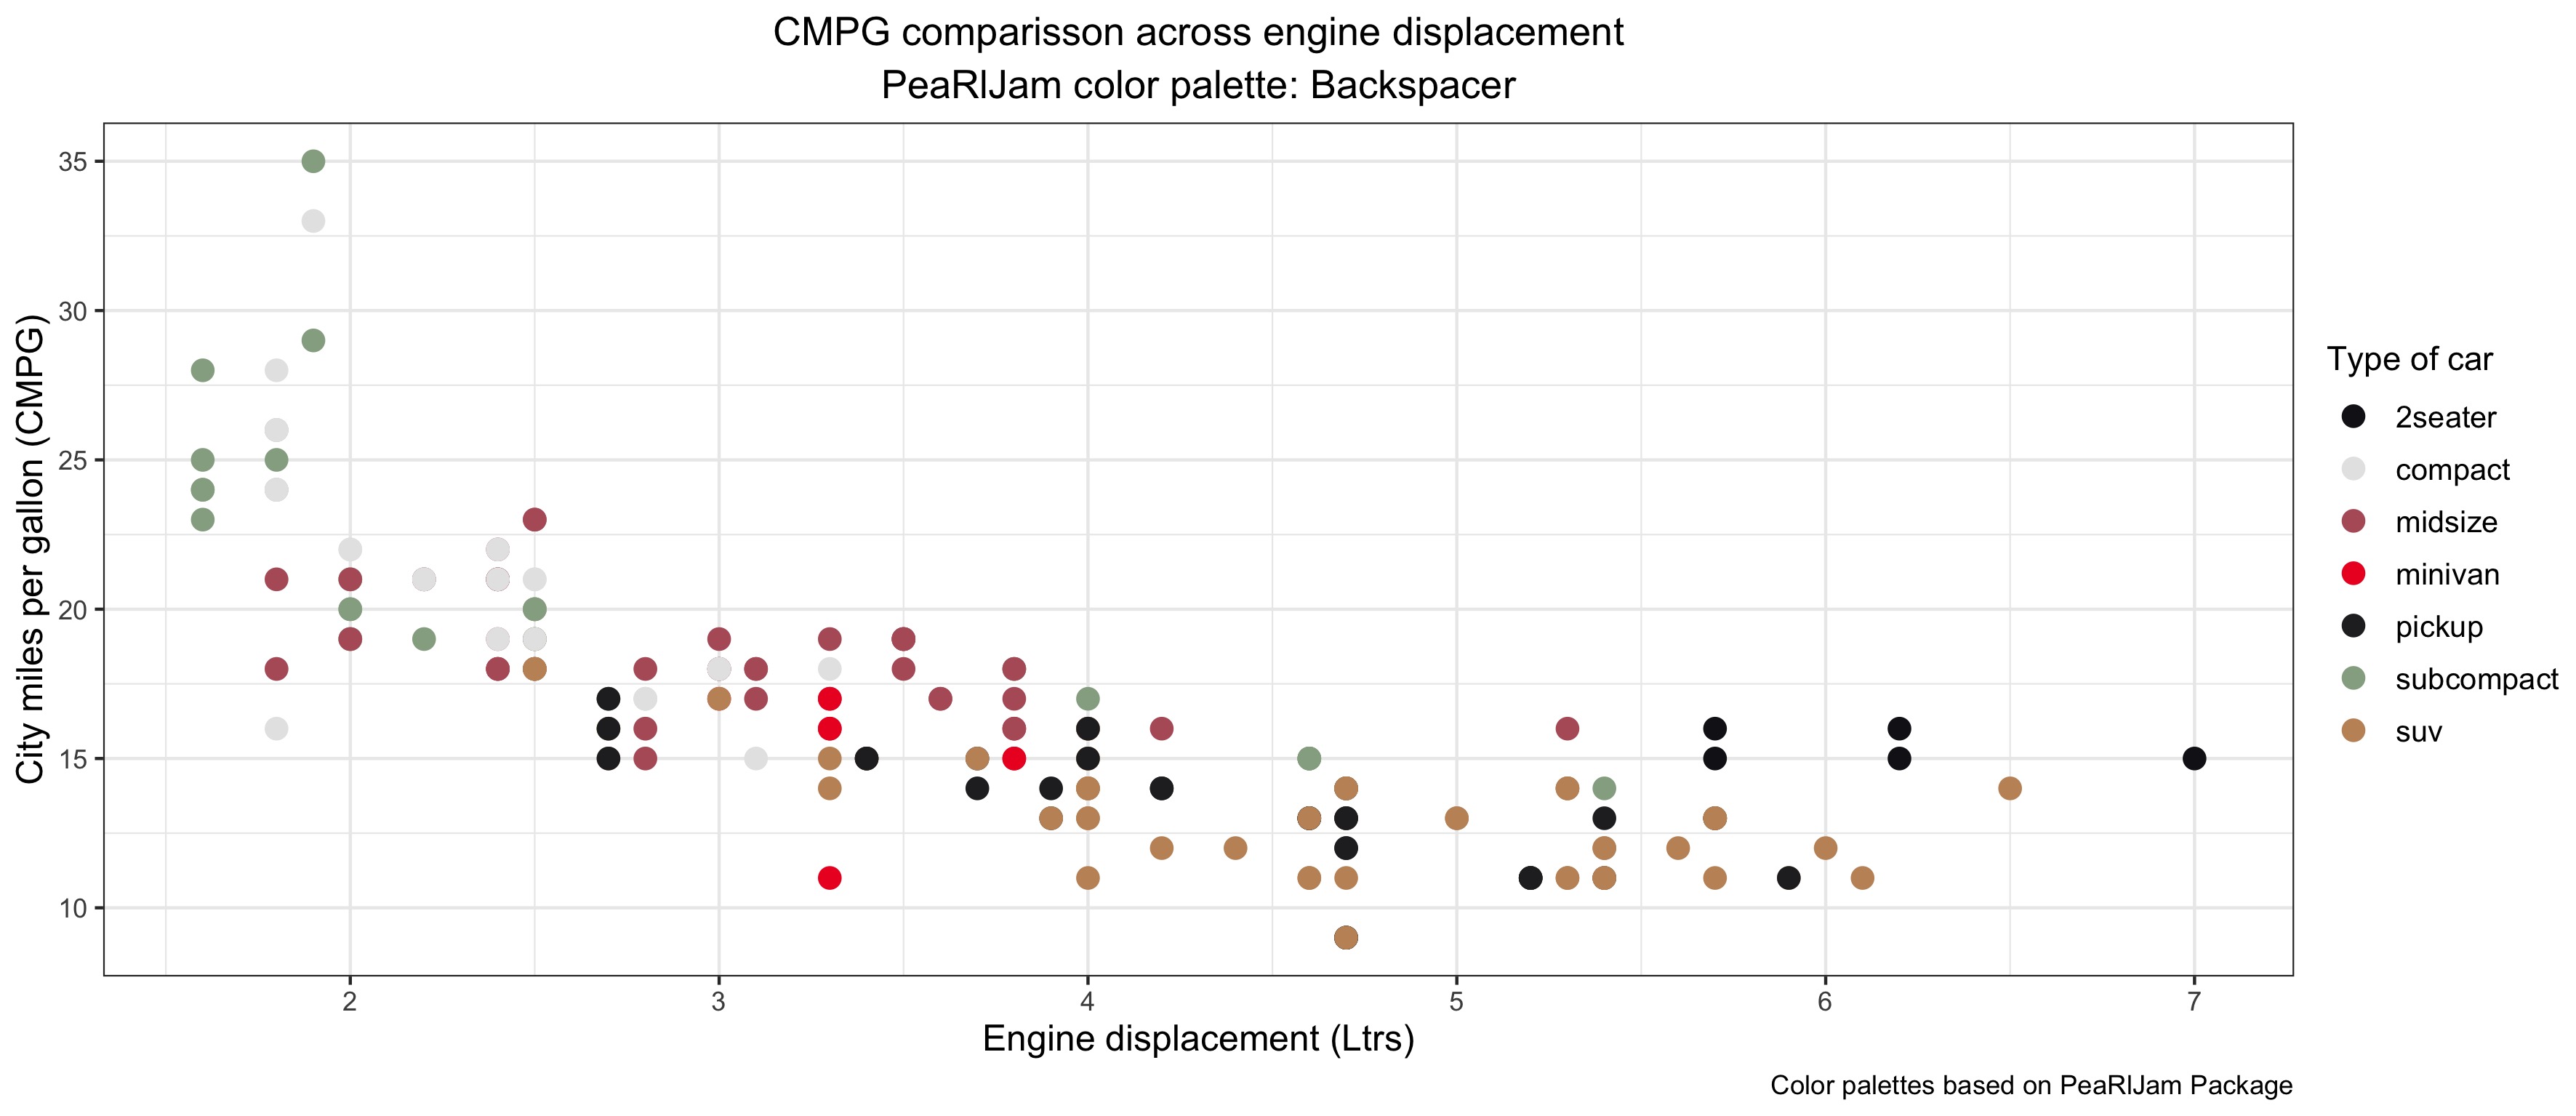 CMPG comparisson across engine displacement
PeaRlJam color palette: Backspacer
City miles per gallon (CMPG)
35
30
25
20
15
10
2
3
4
5
6
7
Engine displacement (Ltrs)
Type of car
2seater
compact
midsize
minivan
pickup
subcompact
suv
Color palettes based on PeaRlJam Package